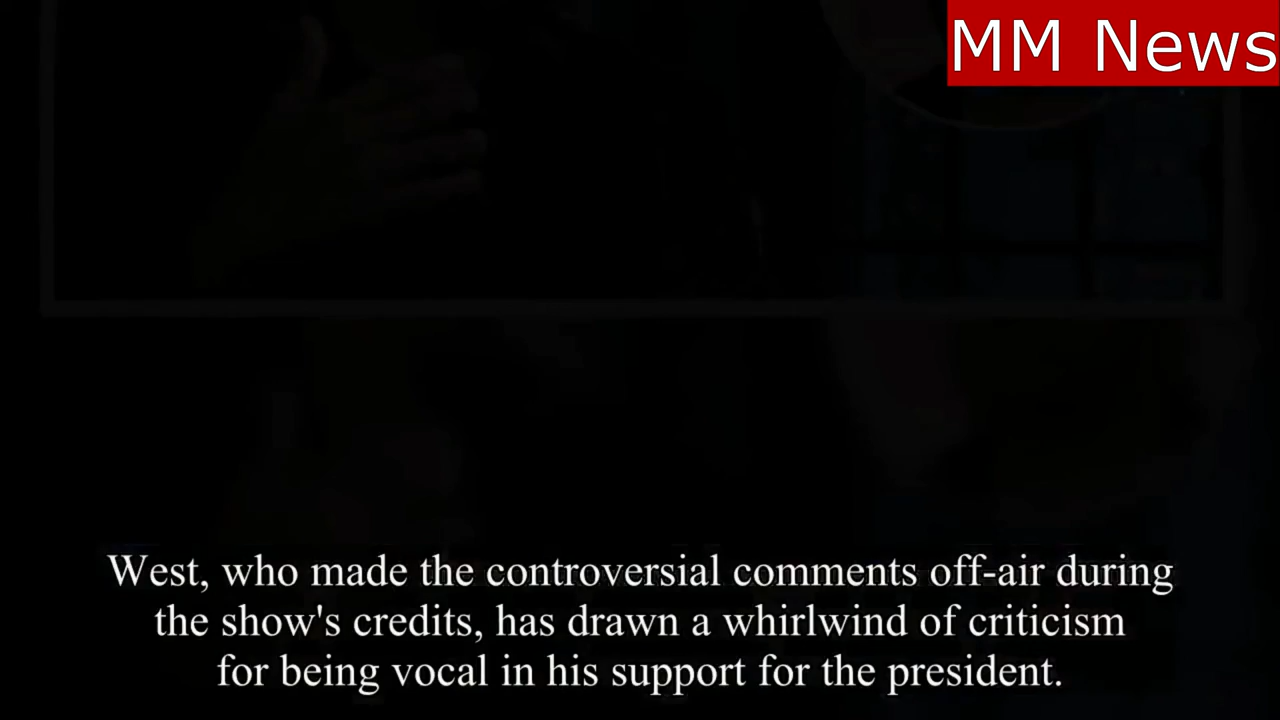 MM News
West, who made the controversial comments off-air during
the show's credits, has drawn a whirlwind of criticism
for being vocal in his support for the president.